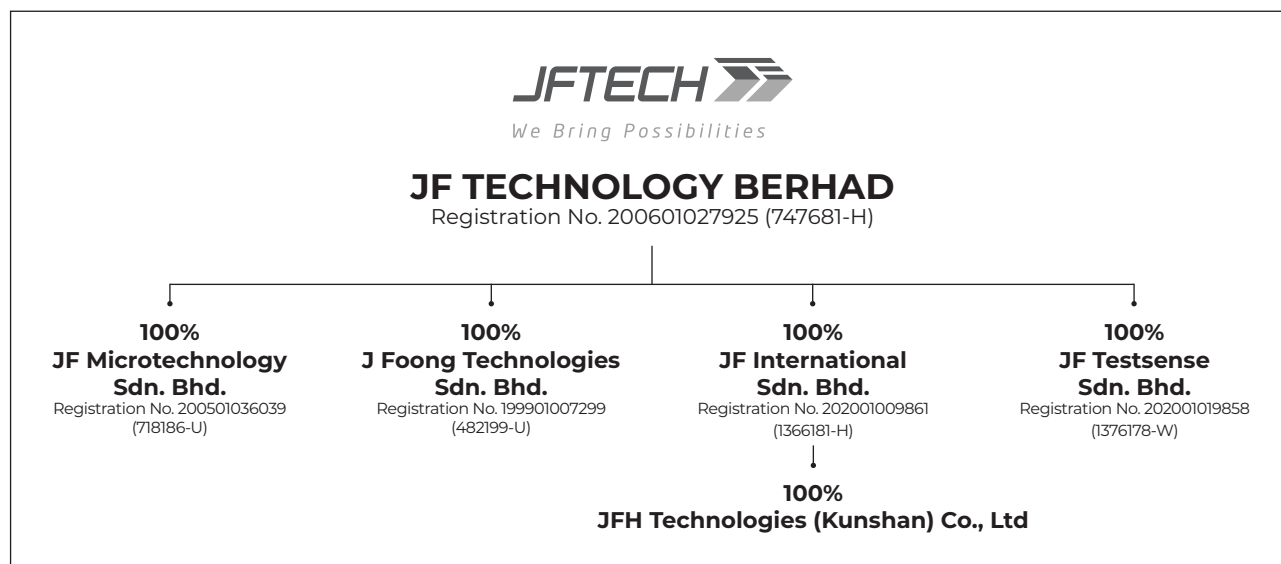 JFTECH
We Bring Possibilities
JF TECHNOLOGY BERHAD
Registration No. 200601027925 (747681-H)
100%
JF Microtechnology
Sdn. Bhd.
Registration No. 200501036039
(718186-U)
100%
J Foong Technologies
Sdn. Bhd.
Registration No. 199901007299
(482199-U)
100%
JF International
Sdn. Bhd.
Registration No. 202001009861
(1366181-H)
100%
JF Testsense
Sdn. Bhd.
Registration No. 202001019858
(1376178-W)
100%
JFH Technologies (Kunshan) Co., Ltd